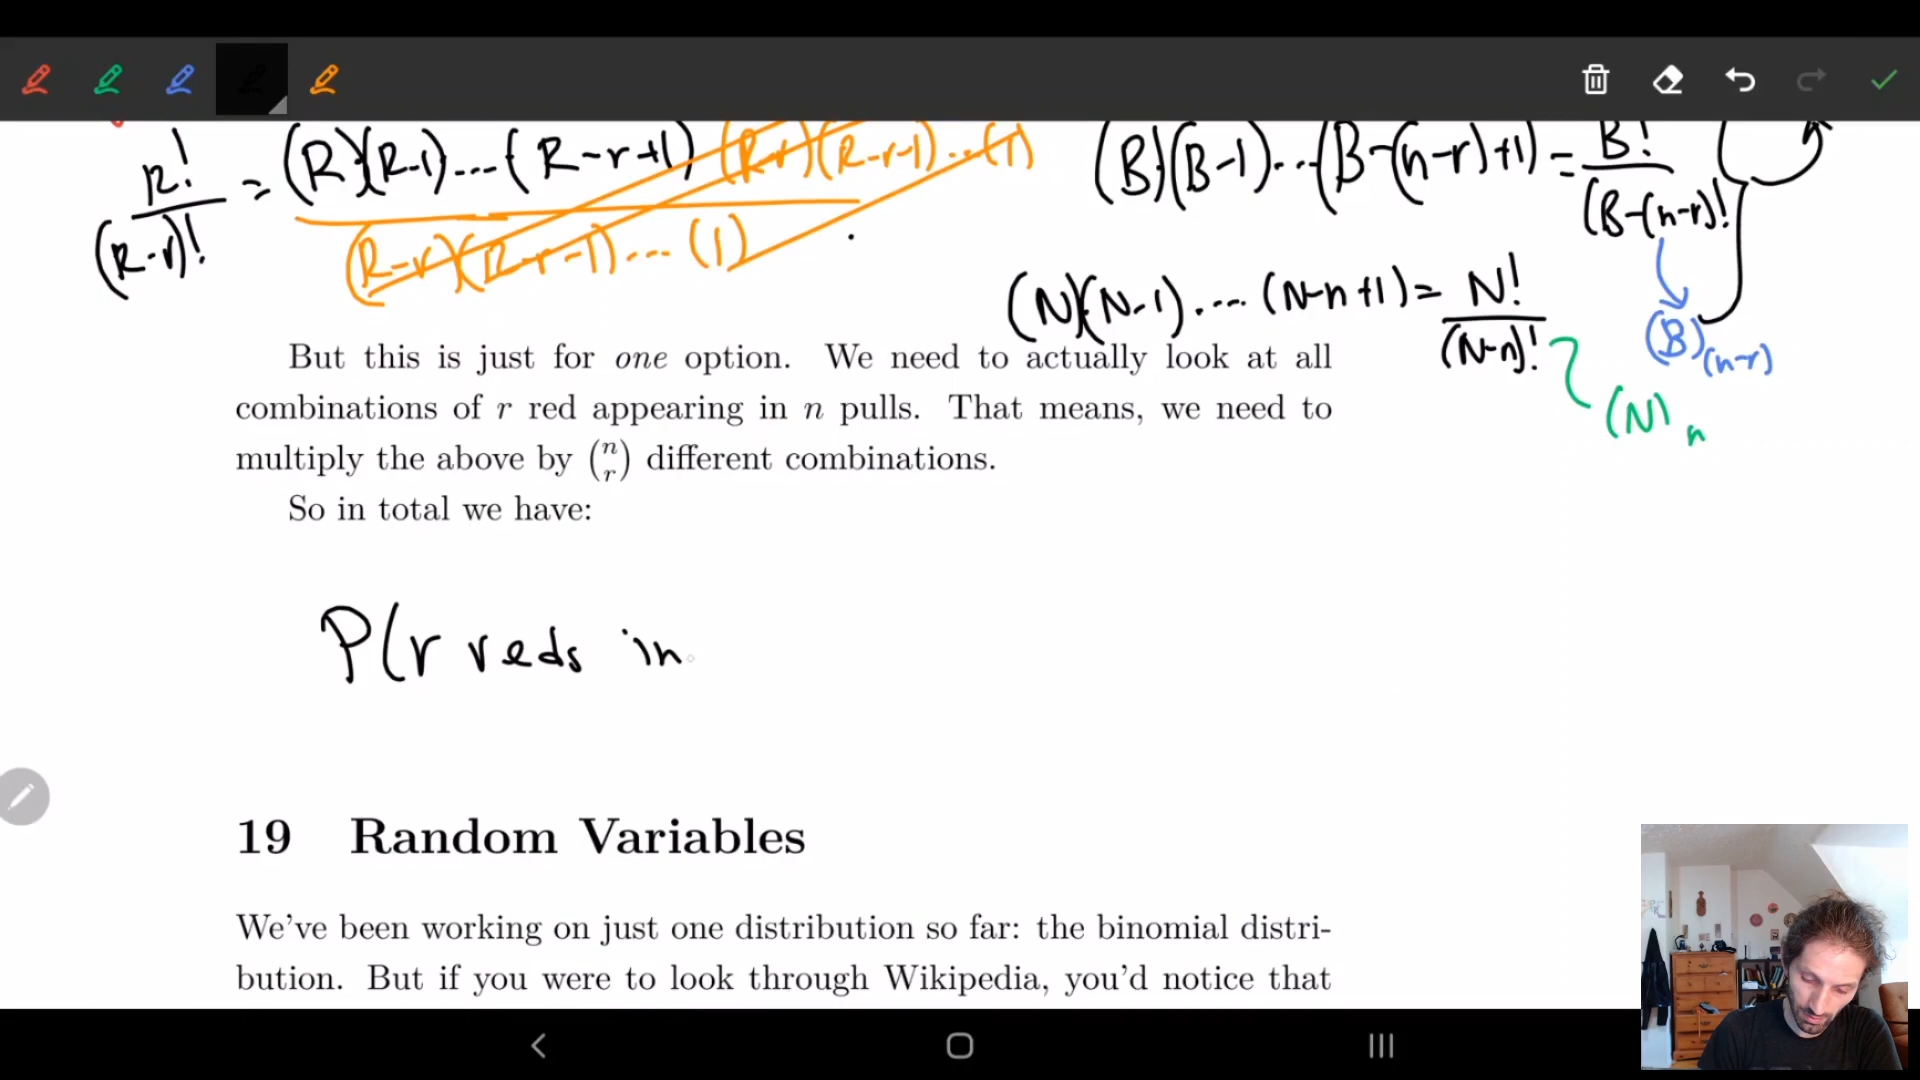 R!/(R-r)! = (R)(R-1)...(R-r+1)(R-r)(R-r-1)...(1)/(R-r)(R-r-1)...(1)
(B)(B-1)...(B-(n-r)+1) = B!/(B-(n-r)!
(N)(N-1)....(N-n+1) = N!/(N-n)!
(B)(n-r)
(N)n
But this is just for one option. We need to actually look at all
combinations of r red appearing in n pulls. That means, we need to
multiply the above by (n r) different combinations.
So in total we have:
P(r reds in
19 Random Variables
We've been working on just one distribution so far: the binomial distri-
bution. But if you were to look through Wikipedia, you'd notice that